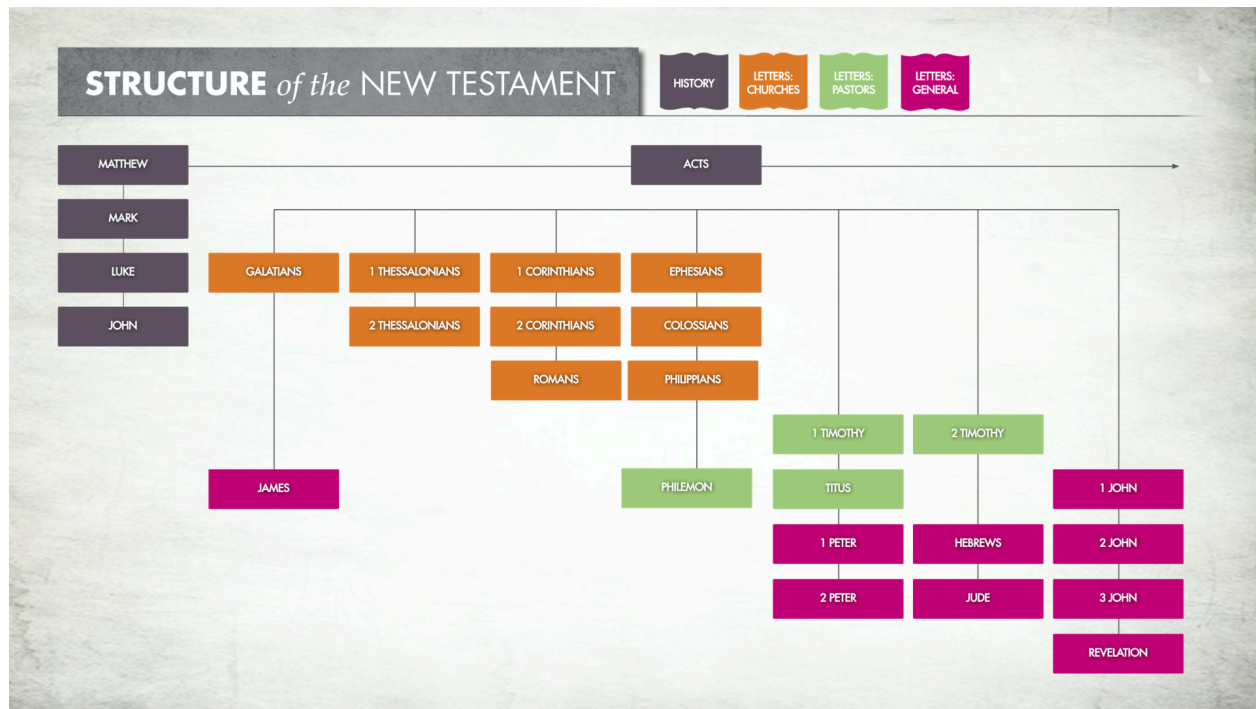 STRUCTURE of the NEW TESTAMENT
HISTORY
LETTERS:
CHURCHES
LETTERS:
PASTORS
LETTERS:
GENERAL
MATTHEW
ACTS
MARK
LUKE
GALATIANS
1 THESSALONIANS
1 CORINTHIANS
EPHESIANS
JOHN
2 THESSALONIANS
2 CORINTHIANS
COLOSSIANS
ROMANS
PHILIPPIANS
1 TIMOTHY
2 TIMOTHY
JAMES
PHILEMON
TITUS
1 JOHN
1 PETER
HEBREWS
2 JOHN
2 PETER
JUDE
3 JOHN
REVELATION